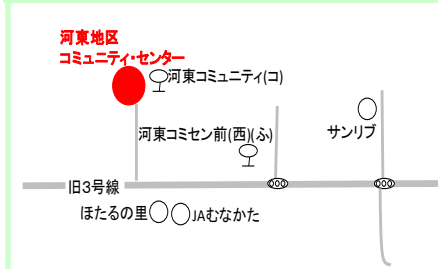 河東地区
コミュニティ・センター
河東コミュニティ(コ)
河東コミセン前(西)(ふ)
サンリブ
旧3号線
ほたるの里
JAむなかた